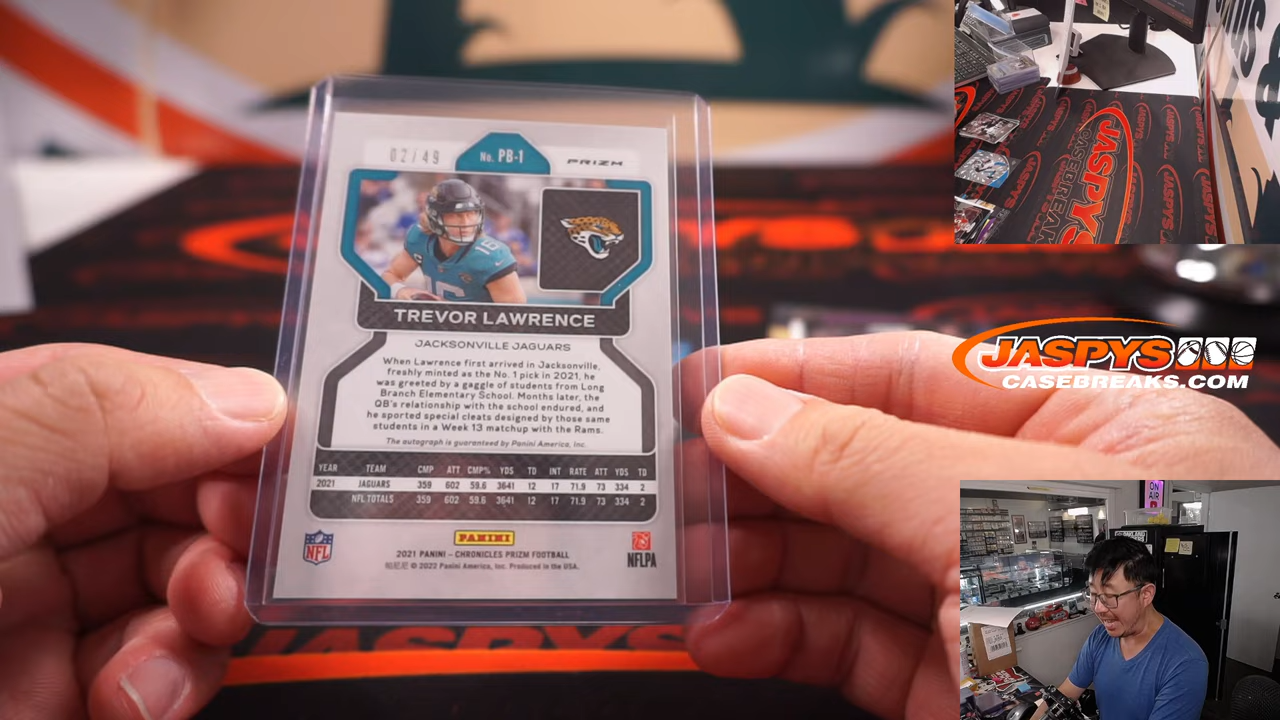 02/49
No. PB-1
PRIZM
TREVOR LAWRENCE
JACKSONVILLE JAGUARS
When Lawrence first arrived in Jacksonville,
freshly minted as the No. 1 pick in 2021, he
was greeted by a gaggle of students from Long
Branch Elementary School. Months later, the
QB's relationship with the school endured, and
he sported special cleats designed by those same
students in a Week 13 matchup with the Rams.
The autograph is guaranteed by Panini America, Inc.
YEAR TEAM CMP ATT CMP% YDS TD INT RATE ATT YDS TD
2021 JAGUARS 359 602 59.6 3641 12 17 71.9 73 334 2
NFL TOTALS 359 602 59.6 3641 12 17 71.9 73 334 2
NFL
PANINI
NFLPA
2021 PANINI – CHRONICLES PRIZM FOOTBALL
© 2022 Panini America, Inc. Produced in the USA.
JASPYS
JASPYS
JASPYS
CASEBREAKS.COM
ON
AIR